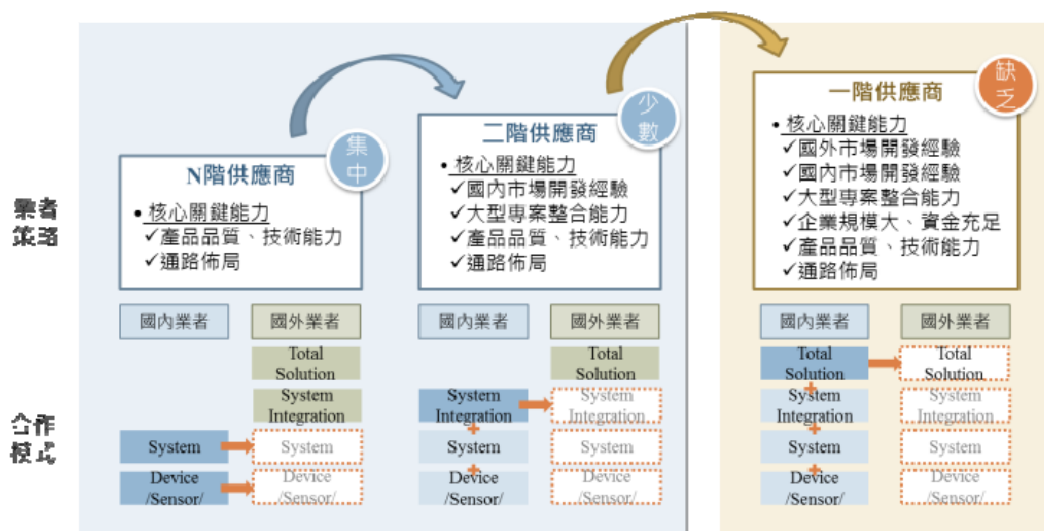 業者
策略
N階供應商
集
中
• 核心關鍵能力
✓產品品質、技術能力
✓通路佈局
二階供應商
少
數
• 核心關鍵能力
✓國內市場開發經驗
✓大型專案整合能力
✓產品品質、技術能力
✓通路佈局
一階供應商
缺
乏
• 核心關鍵能力
✓國外市場開發經驗
✓國內市場開發經驗
✓大型專案整合能力
✓企業規模大、資金充足
✓產品品質、技術能力
✓通路佈局
合作
模式
國內業者
國外業者
Total
Solution
System
Integration
System
System
Device
/Sensor/
Device
/Sensor/
國內業者
國外業者
Total
Solution
System
Integration
System
Integration
+
System
System
+
Device
/Sensor/
Device
/Sensor/
國內業者
國外業者
Total
Solution
Total
Solution
+
System
Integration
System
Integration
+
System
System
+
Device
/Sensor/
Device
/Sensor/